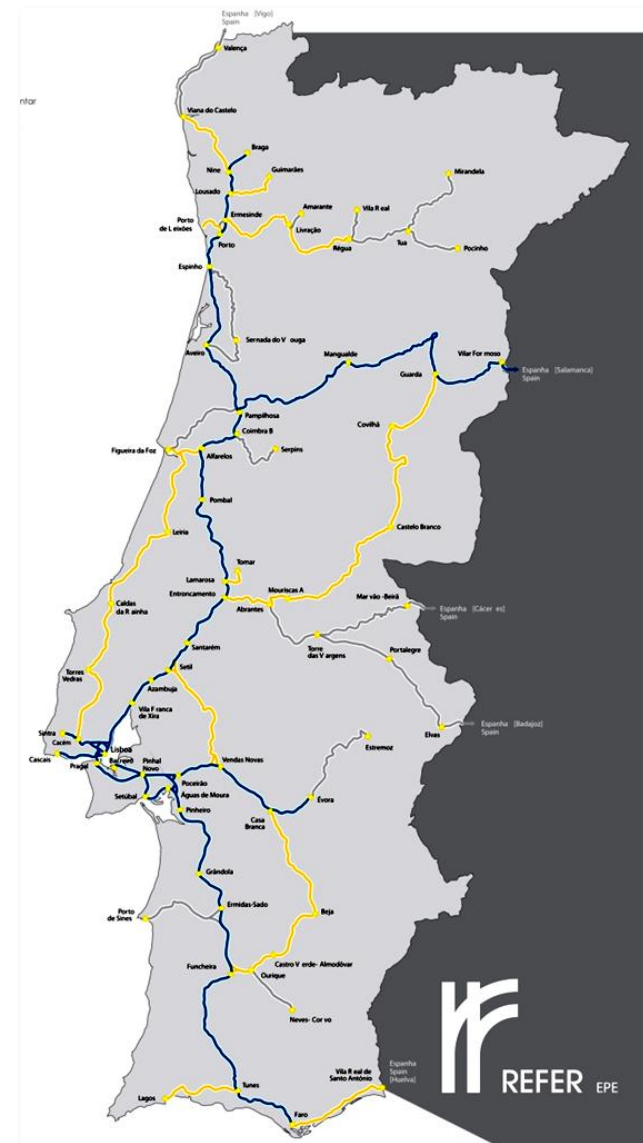 Espanha [Vigo]
Spain
Valença
ntar
Viana do Castelo
Braga
Nine
Guimarães
Mirandela
Lousado
Amarante
Vila R eal
Porto
de L eixões
Ermesinde
Livração
Porto
Régua
Tua
Pocinho
Espinho
Sernada do V ouga
Aveiro
Mangualde
Vilar For moso
Guarda
Espanha [Salamanca]
Spain
Pampilhosa
Covilhã
Coimbra B
Figueira da Foz
Alfarelos
Serpins
Pombal
Leiria
Castelo Branco
Tomar
Lamarosa
Mouriscas A
Entroncamento
Mar vão -Beirã
Caldas
da R ainha
Abrantes
Espanha [Cácer es]
Spain
Torre
das V argens
Santarém
Portalegre
Torres
Vedras
Setil
Azambuja
Vila F ranca
de Xira
Elvas
Espanha [Badajoz]
Spain
Sintra
Cacém
Lisboa
Estremoz
Cascais
Barreiro
Pragal
Pinhal
Novo
Vendas Novas
Poceirão
Setúbal
Águas de Moura
Évora
Pinheiro
Casa
Branca
Grândola
Porto
de Sines
Ermidas-Sado
Beja
Castro V erde- Almodôvar
Funcheira
Ourique
Neves- Cor vo
Espanha
Spain
[Huelva]
Vila R eal de
Santo António
Tunes
Lagos
Faro
REFER EPE